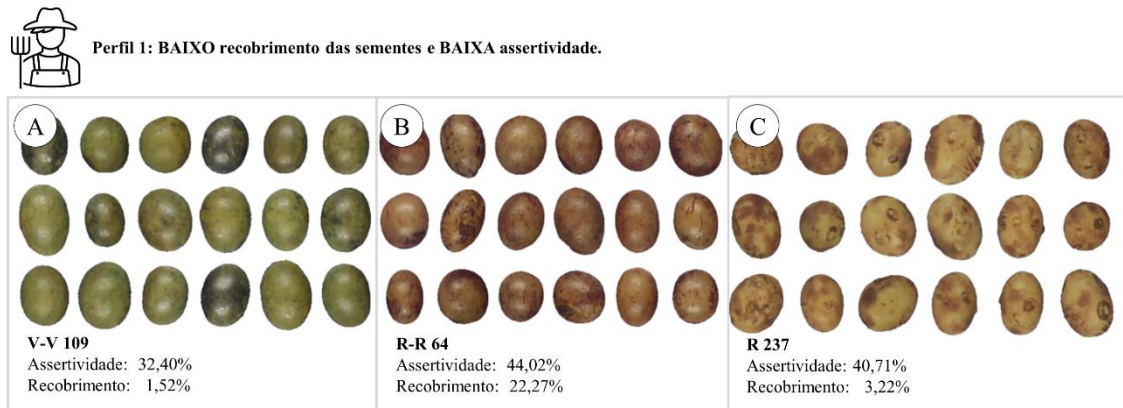 Perfil 1: BAIXO recobrimento das sementes e BAIXA assertividade.
A
B
C
V-V 109
Assertividade: 32,40%
Recobrimento: 1,52%
R-R 64
Assertividade: 44,02%
Recobrimento: 22,27%
R 237
Assertividade: 40,71%
Recobrimento: 3,22%